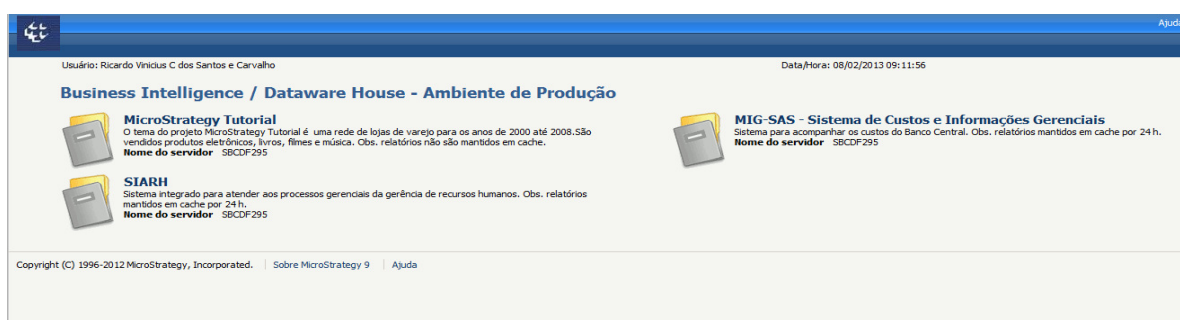 Ajuda
Usuário: Ricardo Vinicius C dos Santos e Carvalho
Data/Hora: 08/02/2013 09:11:56
Business Intelligence / Dataware House - Ambiente de Produção
MicroStrategy Tutorial
O tema do projeto MicroStrategy Tutorial é uma rede de lojas de varejo para os anos de 2000 até 2008.São
vendidos produtos eletrônicos, livros, filmes e música. Obs. relatórios não são mantidos em cache.
Nome do servidor SBCDF295
MIG-SAS - Sistema de Custos e Informações Gerenciais
Sistema para acompanhar os custos do Banco Central. Obs. relatórios mantidos em cache por 24 h.
Nome do servidor SBCDF295
SIARH
Sistema integrado para atender aos processos gerenciais da gerência de recursos humanos. Obs. relatórios
mantidos em cache por 24 h.
Nome do servidor SBCDF295
Copyright (C) 1996-2012 MicroStrategy, Incorporated. | Sobre MicroStrategy 9 | Ajuda